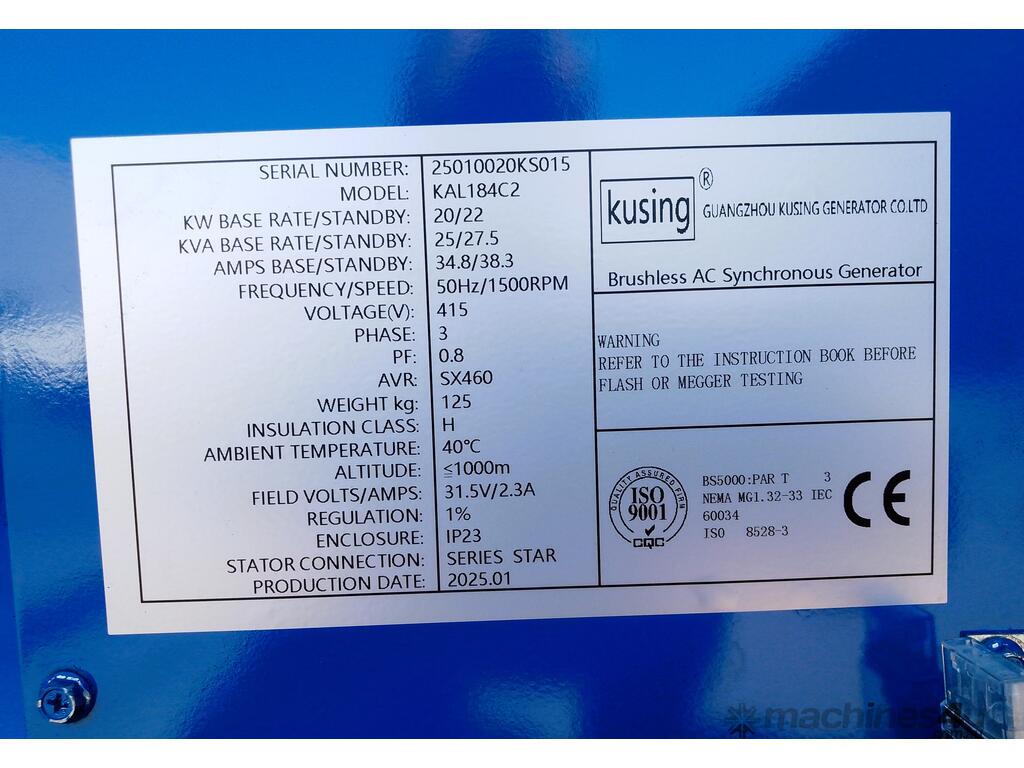 SERIAL NUMBER: 25010020KS015
MODEL: KAL184C2
KW BASE RATE/STANDBY: 20/22
KVA BASE RATE/STANDBY: 25/27.5
AMPS BASE/STANDBY: 34.8/38.3
FREQUENCY/SPEED: 50Hz/1500RPM
VOLTAGE(V): 415
PHASE: 3
PF: 0.8
AVR: SX460
WEIGHT kg: 125
INSULATION CLASS: H
AMBIENT TEMPERATURE: 40℃
ALTITUDE: ≤1000m
FIELD VOLTS/AMPS: 31.5V/2.3A
REGULATION: 1%
ENCLOSURE: IP23
STATOR CONNECTION: SERIES STAR
PRODUCTION DATE: 2025.01
kusing®
GUANGZHOU KUSING GENERATOR CO.LTD
Brushless AC Synchronous Generator
WARNING
REFER TO THE INSTRUCTION BOOK BEFORE
FLASH OR MEGGER TESTING
QUALITY ASSURED FIRM
ISO
9001
CQC
BS5000:PAR T 3
NEMA MG1.32-33 IEC
60034
ISO 8528-3
CE
machines4u